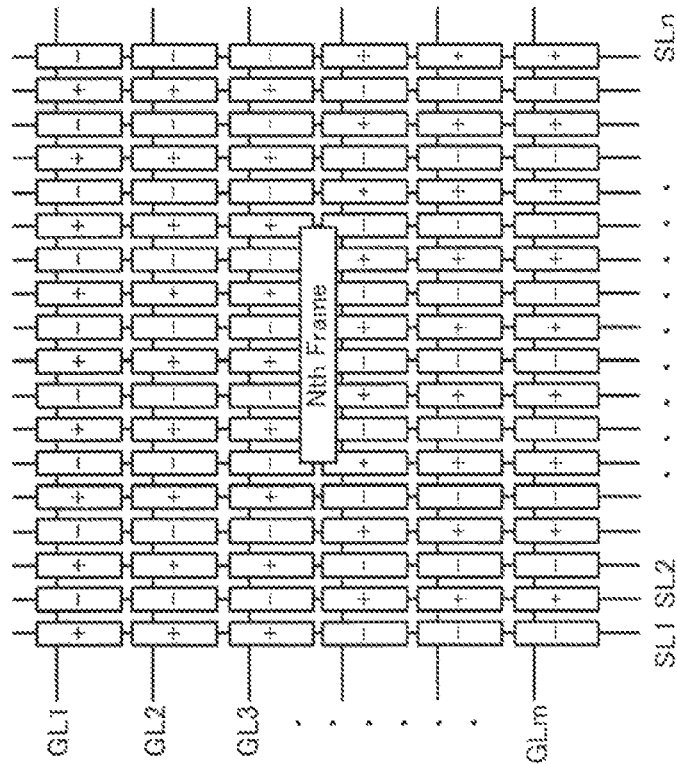 GL1 + - + - + - + - + - + - + - + - + -
GL2 + - + - + - + - + - + - + - + - + -
GL3 + - + - + - + - + - + - + - + - + -
Nth Frame
- + - + - + - + - + - + - + - + - +
- + - + - + - + - + - + - + - + - +
GLm - + - + - + - + - + - + - + - + - +
SL1 SL2 . . . . . SLn